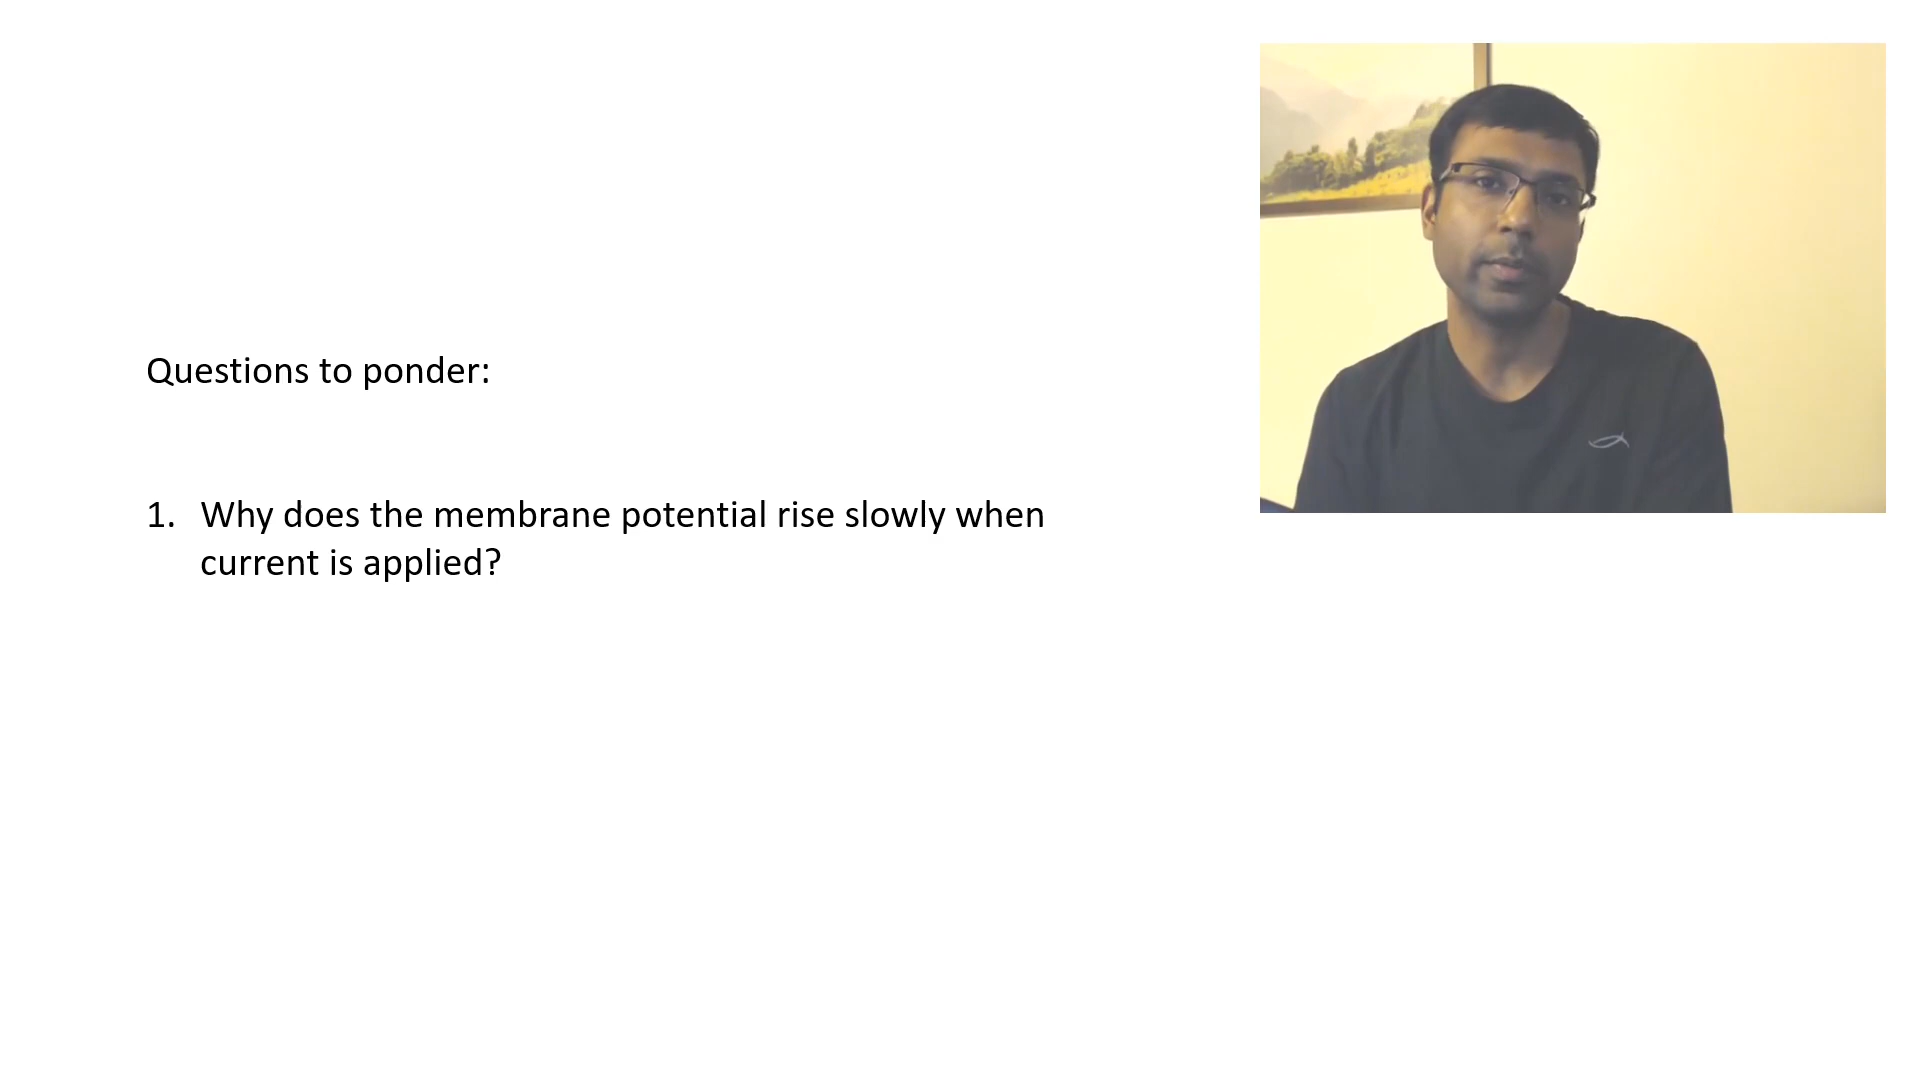 Questions to ponder:
1. Why does the membrane potential rise slowly when
current is applied?